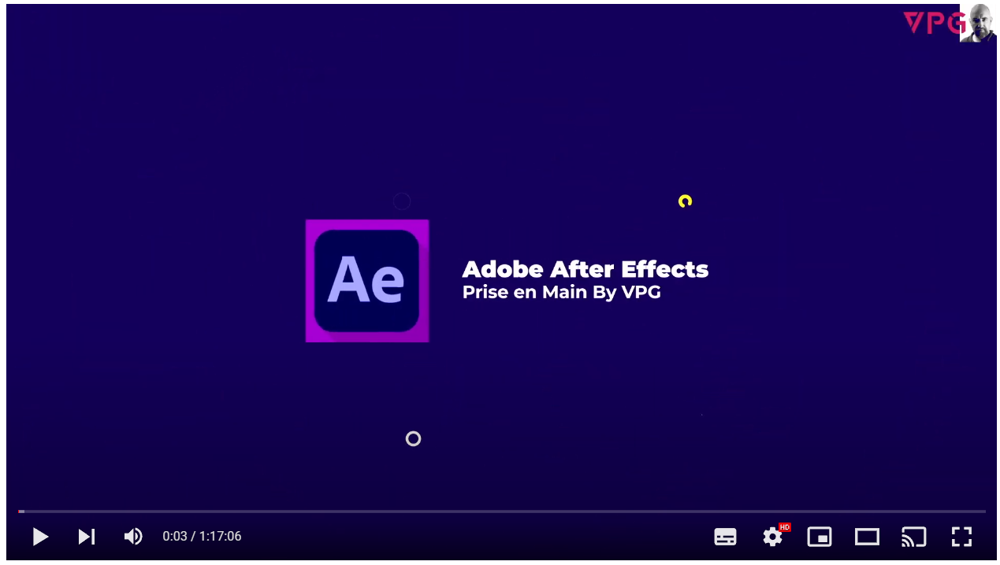 VPG
Ae
Adobe After Effects
Prise en Main By VPG
0:03 / 1:17:06
HD